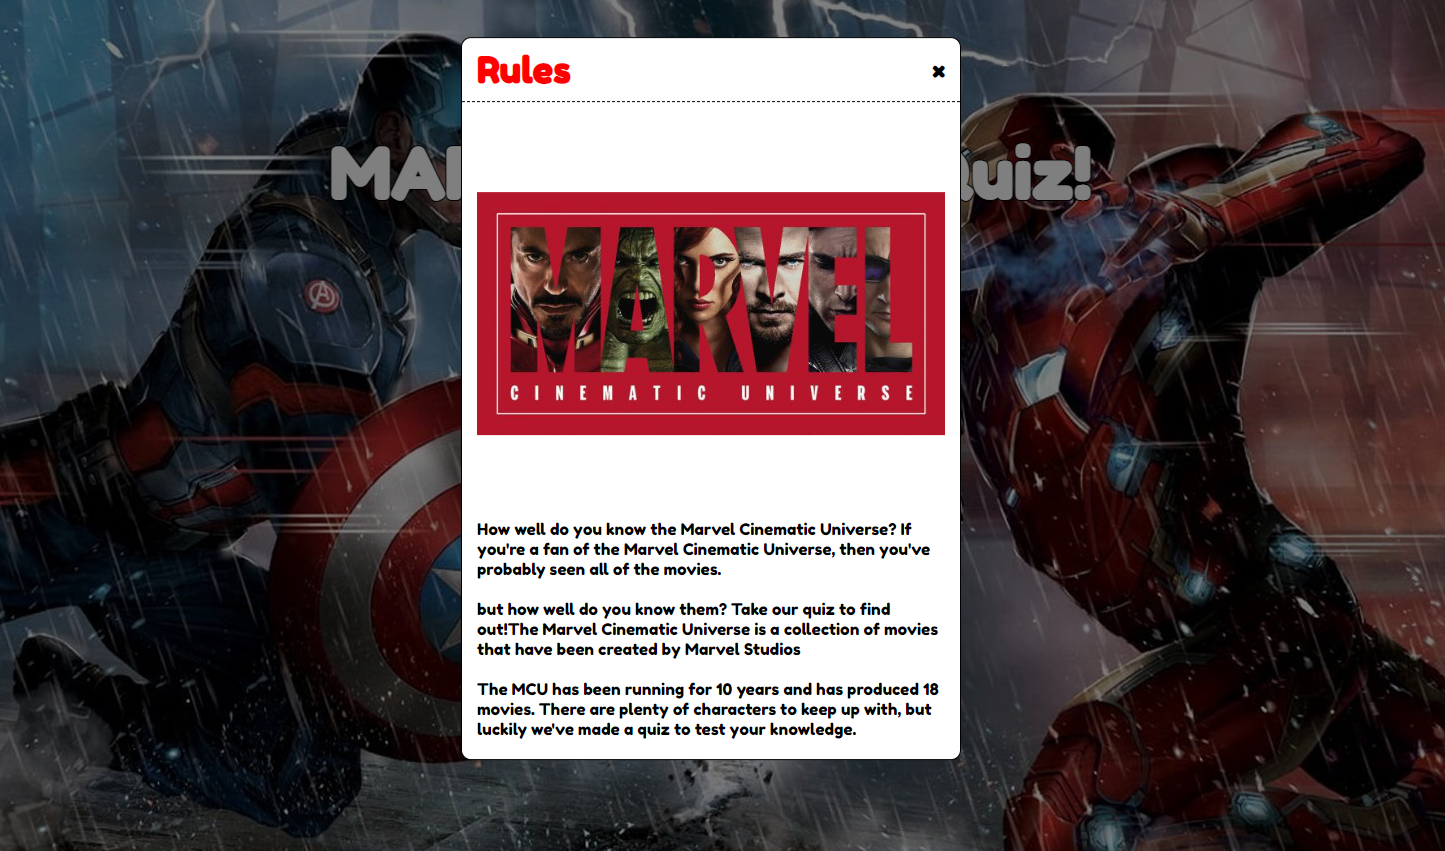 Rules
MA
Quiz!
MARVEL
CINEMATIC UNIVERSE
How well do you know the Marvel Cinematic Universe? If
you're a fan of the Marvel Cinematic Universe, then you've
probably seen all of the movies.
but how well do you know them? Take our quiz to find
out!The Marvel Cinematic Universe is a collection of movies
that have been created by Marvel Studios
The MCU has been running for 10 years and has produced 18
movies. There are plenty of characters to keep up with, but
luckily we've made a quiz to test your knowledge.